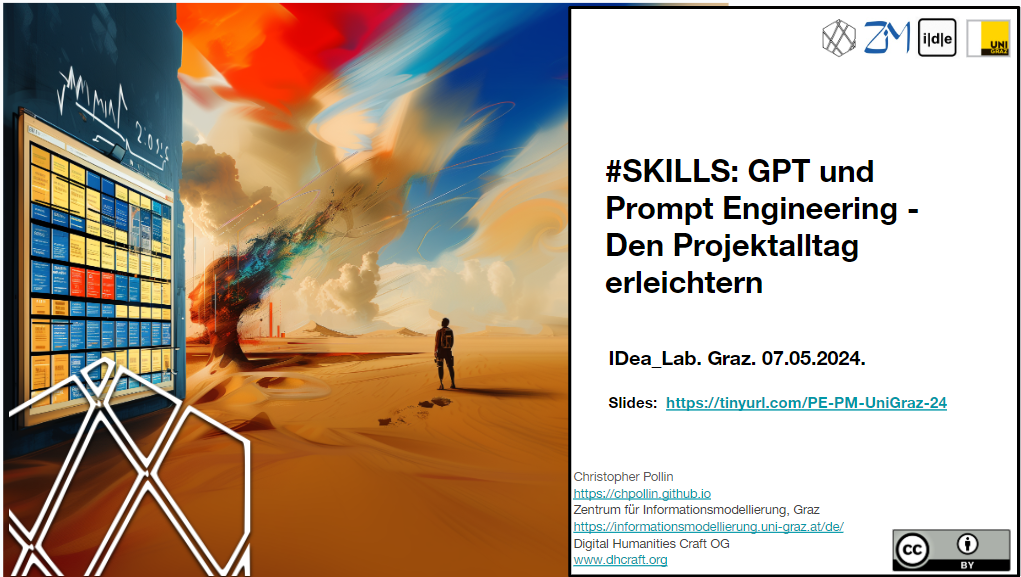 ZIM
i|d|e
UNI
GRAZ
#SKILLS: GPT und
Prompt Engineering -
Den Projektalltag
erleichtern
IDea_Lab. Graz. 07.05.2024.
Slides: https://tinyurl.com/PE-PM-UniGraz-24
Christopher Pollin
https://chpollin.github.io
Zentrum für Informationsmodellierung, Graz
https://informationsmodellierung.uni-graz.at/de/
Digital Humanities Craft OG
www.dhcraft.org
cc
BY